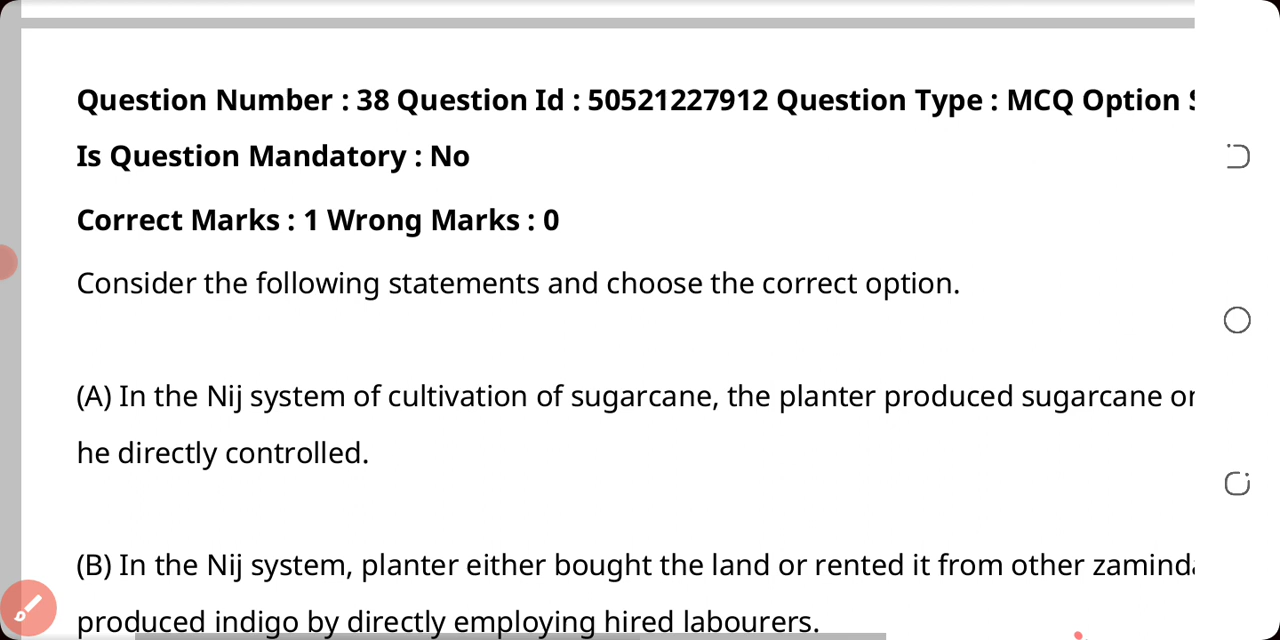 Question Number : 38 Question Id : 50521227912 Question Type : MCQ Option
Is Question Mandatory : No
Correct Marks : 1 Wrong Marks : 0
Consider the following statements and choose the correct option.
(A) In the Nij system of cultivation of sugarcane, the planter produced sugarcane
he directly controlled.
(B) In the Nij system, planter either bought the land or rented it from other
produced indigo by directly employing hired labourers.